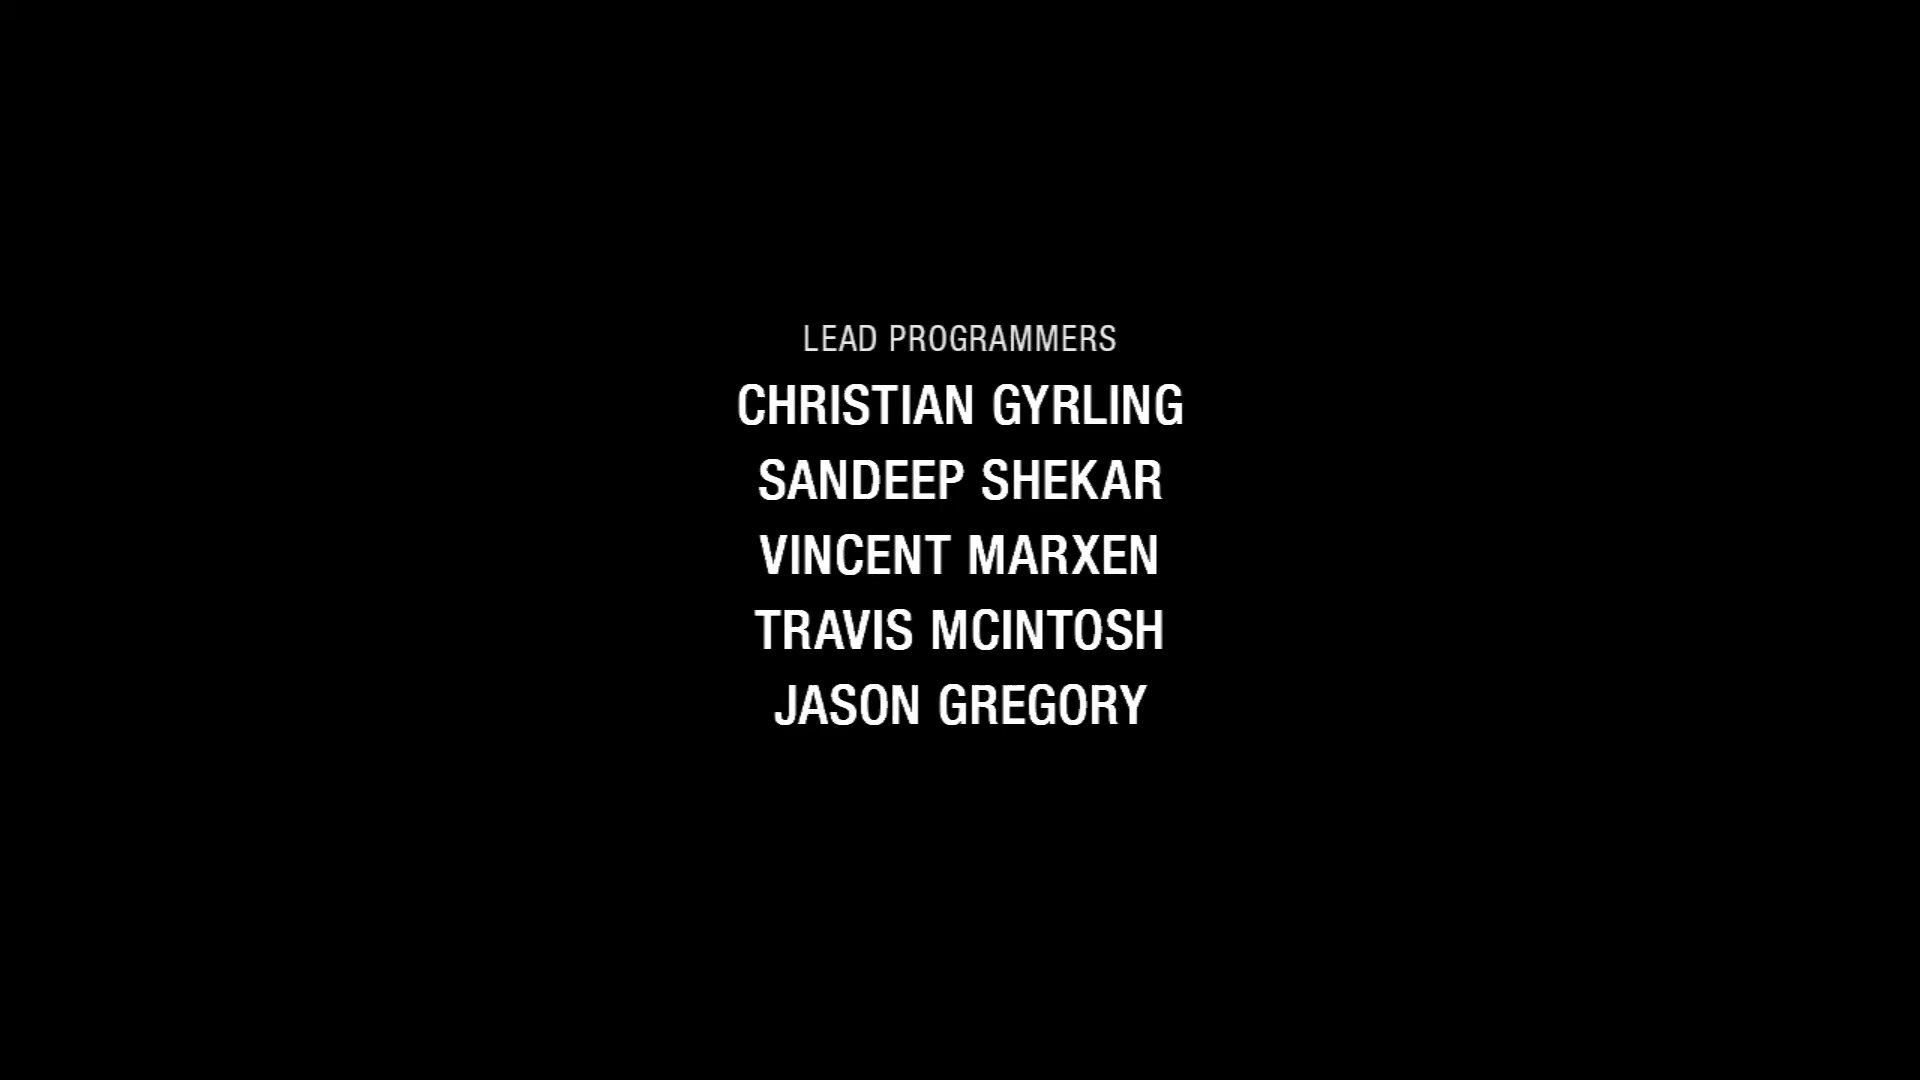 LEAD PROGRAMMERS
CHRISTIAN GYRLING
SANDEEP SHEKAR
VINCENT MARXEN
TRAVIS MCINTOSH
JASON GREGORY